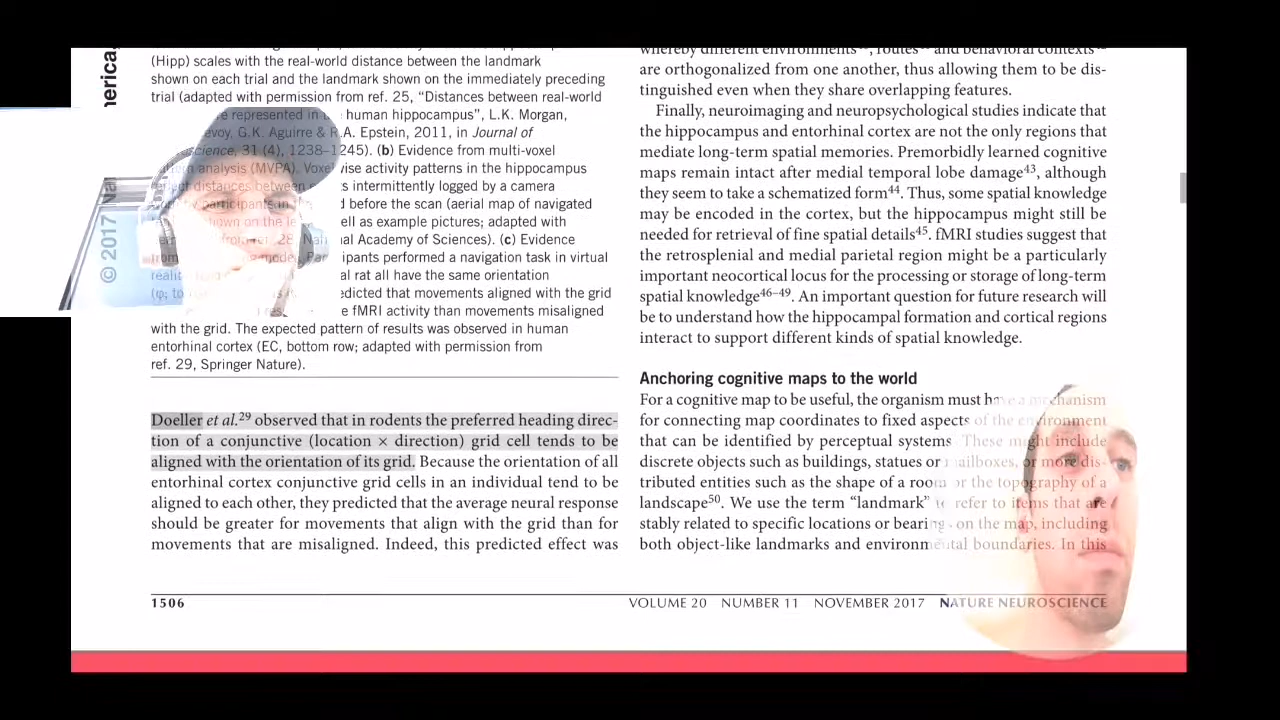 (Hipp) scales with the real-world distance between the landmark
shown on each trial and the landmark shown on the immediately preceding
trial (adapted with permission from ref. 25, “Distances between real-world
represented in human hippocampus”, L.K. Morgan,
G.K. Aguirre & R.A. Epstein, 2011, in Journal of
31 (4), 1238–1245). (b) Evidence from multi-voxel
analysis (MVPA). activity patterns in the hippocampus
distances between intermittently logged by a camera
participants before the scan (aerial map of navigated
shown on the as example pictures; adapted with
28, Academy of Sciences). (c) Evidence
performed a navigation task in virtual
rat all have the same orientation
that movements aligned with the grid
fMRI activity than movements misaligned
with the grid. The expected pattern of results was observed in human
entorhinal cortex (EC, bottom row; adapted with permission from
ref. 29, Springer Nature).
Doeller et al.29 observed that in rodents the preferred heading direc-
tion of a conjunctive (location × direction) grid cell tends to be
aligned with the orientation of its grid. Because the orientation of all
entorhinal cortex conjunctive grid cells in an individual tend to be
aligned to each other, they predicted that the average neural response
should be greater for movements that align with the grid than for
movements that are misaligned. Indeed, this predicted effect was
whereby different environments, routes and behavioral contexts
are orthogonalized from one another, thus allowing them to be dis-
tinguished even when they share overlapping features.
Finally, neuroimaging and neuropsychological studies indicate that
the hippocampus and entorhinal cortex are not the only regions that
mediate long-term spatial memories. Premorbidly learned cognitive
maps remain intact after medial temporal lobe damage43, although
they seem to take a schematized form44. Thus, some spatial knowledge
may be encoded in the cortex, but the hippocampus might still be
needed for retrieval of fine spatial details45. fMRI studies suggest that
the retrosplenial and medial parietal region might be a particularly
important neocortical locus for the processing or storage of long-term
spatial knowledge46–49. An important question for future research will
be to understand how the hippocampal formation and cortical regions
interact to support different kinds of spatial knowledge.
Anchoring cognitive maps to the world
For a cognitive map to be useful, the organism must have a mechanism
for connecting map coordinates to fixed aspects of the environment
that can be identified by perceptual systems These might include
discrete objects such as buildings, statues or mailboxes, or more dis-
tributed entities such as the shape of a room or the topography of a
landscape50. We use the term “landmark” to refer to items that are
stably related to specific locations or bearings on the map, including
both object-like landmarks and environmental boundaries. In this
1506
VOLUME 20 NUMBER 11 NOVEMBER 2017 NATURE NEUROSCIENCE
© 2017